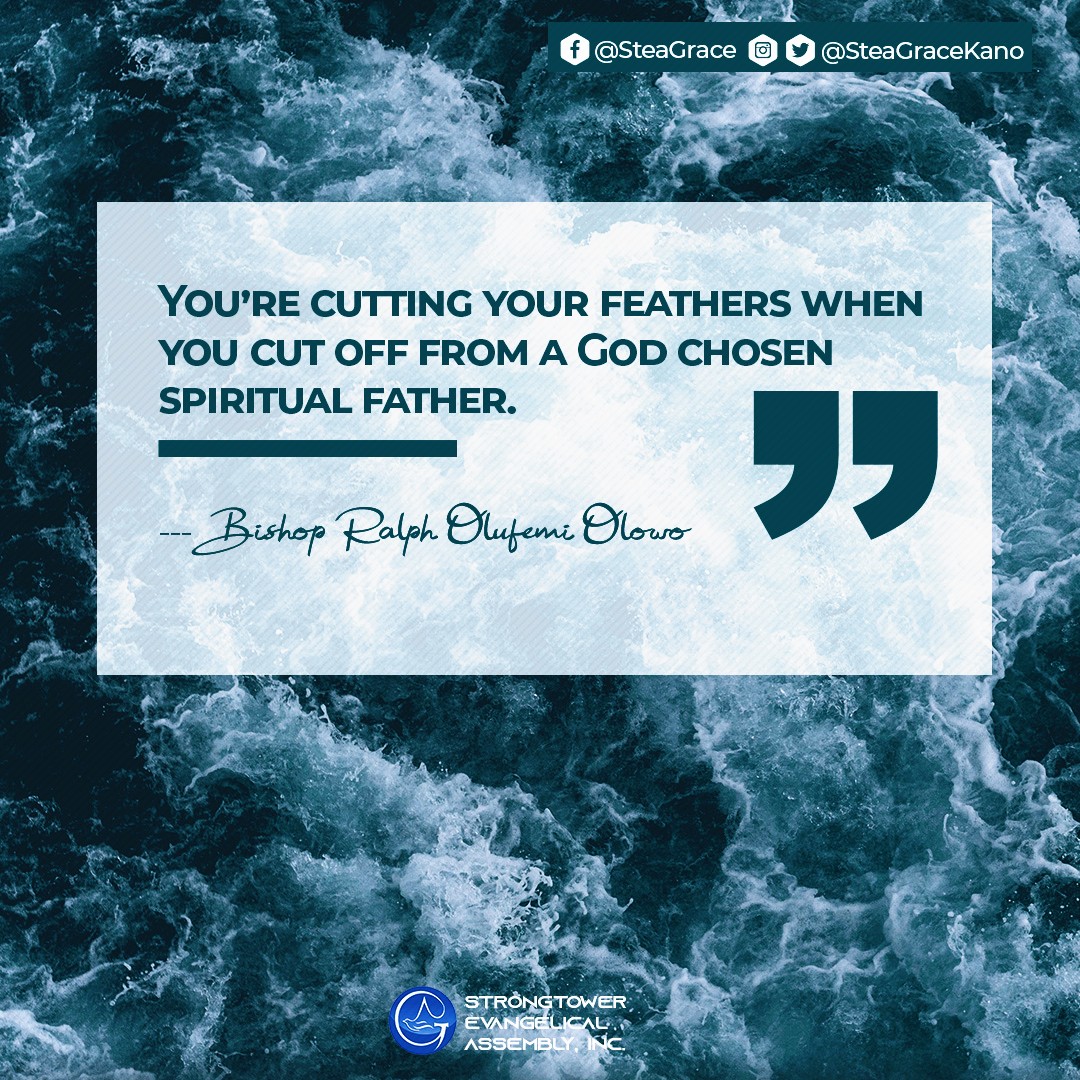 @SteaGrace @SteaGraceKano
You’re cutting your feathers when
you cut off from a God chosen
spiritual father.
--- Bishop Ralph Olufemi Olowo
”
STRONGTOWER
EVANGELICAL
ASSEMBLY, INC.